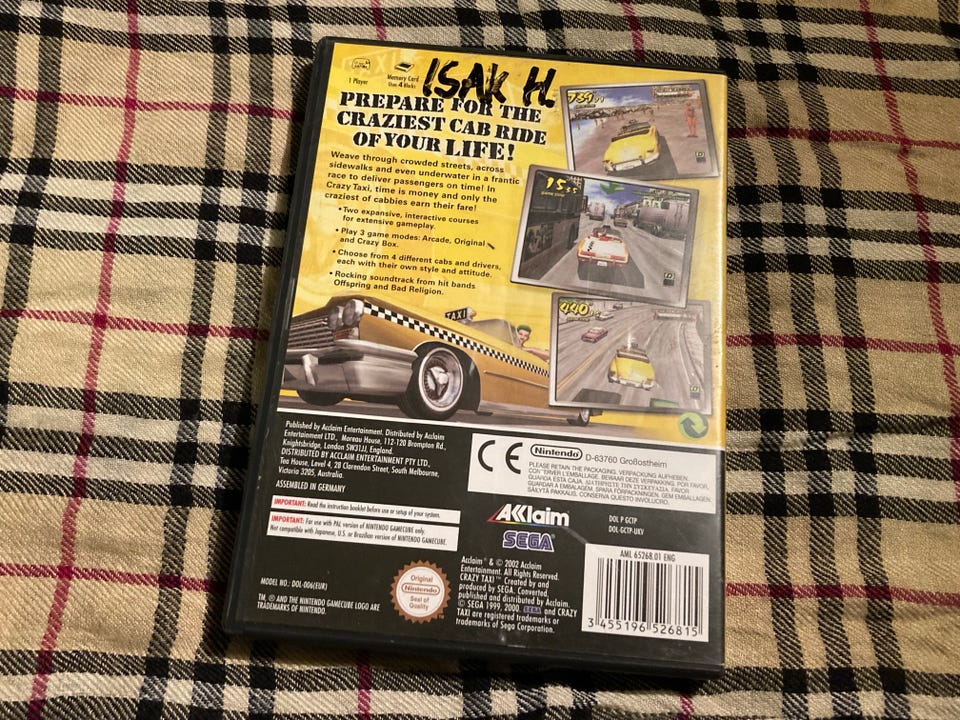 ISAK H.
1 Player
Memory Card
Uses 4 Blocks
PREPARE FOR THE
CRAZIEST CAB RIDE
OF YOUR LIFE!
Weave through crowded streets, across
sidewalks and even underwater in a frantic
race to deliver passengers on time! In
Crazy Taxi, time is money and only the
craziest of cabbies earn their fare!
• Two expansive, interactive courses
for extensive gameplay.
• Play 3 game modes: Arcade, Original
and Crazy Box.
• Choose from 4 different cabs and drivers,
each with their own style and attitude.
• Rocking soundtrack from hit bands
Offspring and Bad Religion.
739
15
440
TAXI
Published by Acclaim Entertainment. Distributed by Acclaim
Entertainment LTD., Moreau House, 112-120 Brompton Rd.,
Knightsbridge, London SW31JJ, England.
DISTRIBUTED BY ACCLAIM ENTERTAINMENT PTY LTD.,
Tea House, Level 4, 28 Clarendon Street, South Melbourne,
Victoria 3205, Australia.
ASSEMBLED IN GERMANY
CE Nintendo D-63760 Großostheim
PLEASE RETAIN THE PACKAGING. VERPACKUNG AUFHEBEN.
CONSERVER L'EMBALLAGE. BEWAAR DEZE VERPAKKING. POR FAVOR,
GUARDA ESTA CAJA. ΔΙΑΤΗΡΕΙΤΕ ΤΗΝ ΣΥΣΚΕΥΑΣΙΑ. FAVOR
GUARDAR A EMBALAGEM. SPARA FÖRPACKNINGEN. GEM EMBALLAGEN.
SÄILYTÄ PAKKAUS. CONSERVA QUESTO INVOLUCRO.
IMPORTANT: Read the instruction booklet before use or setup of your system.
IMPORTANT: For use with PAL version of NINTENDO GAMECUBE only.
Not compatible with Japanese, U.S. or Brazilian version of NINTENDO GAMECUBE.
AKKlaim
SEGA
DOL P GCTP
DOL-GCTP-UKV
MODEL NO.: DOL-006(EUR)
TM, ® AND THE NINTENDO GAMECUBE LOGO ARE
TRADEMARKS OF NINTENDO.
Original
Nintendo
Seal of
Quality
Acclaim ® & © 2002 Acclaim
Entertainment. All Rights Reserved.
CRAZY TAXI™ Created by and
produced by SEGA. Converted,
published and distributed by Acclaim.
© SEGA 1999, 2000. SEGA and CRAZY
TAXI are registered trademarks or
trademarks of Sega Corporation.
AML 65268.01 ENG
3 455196 526815